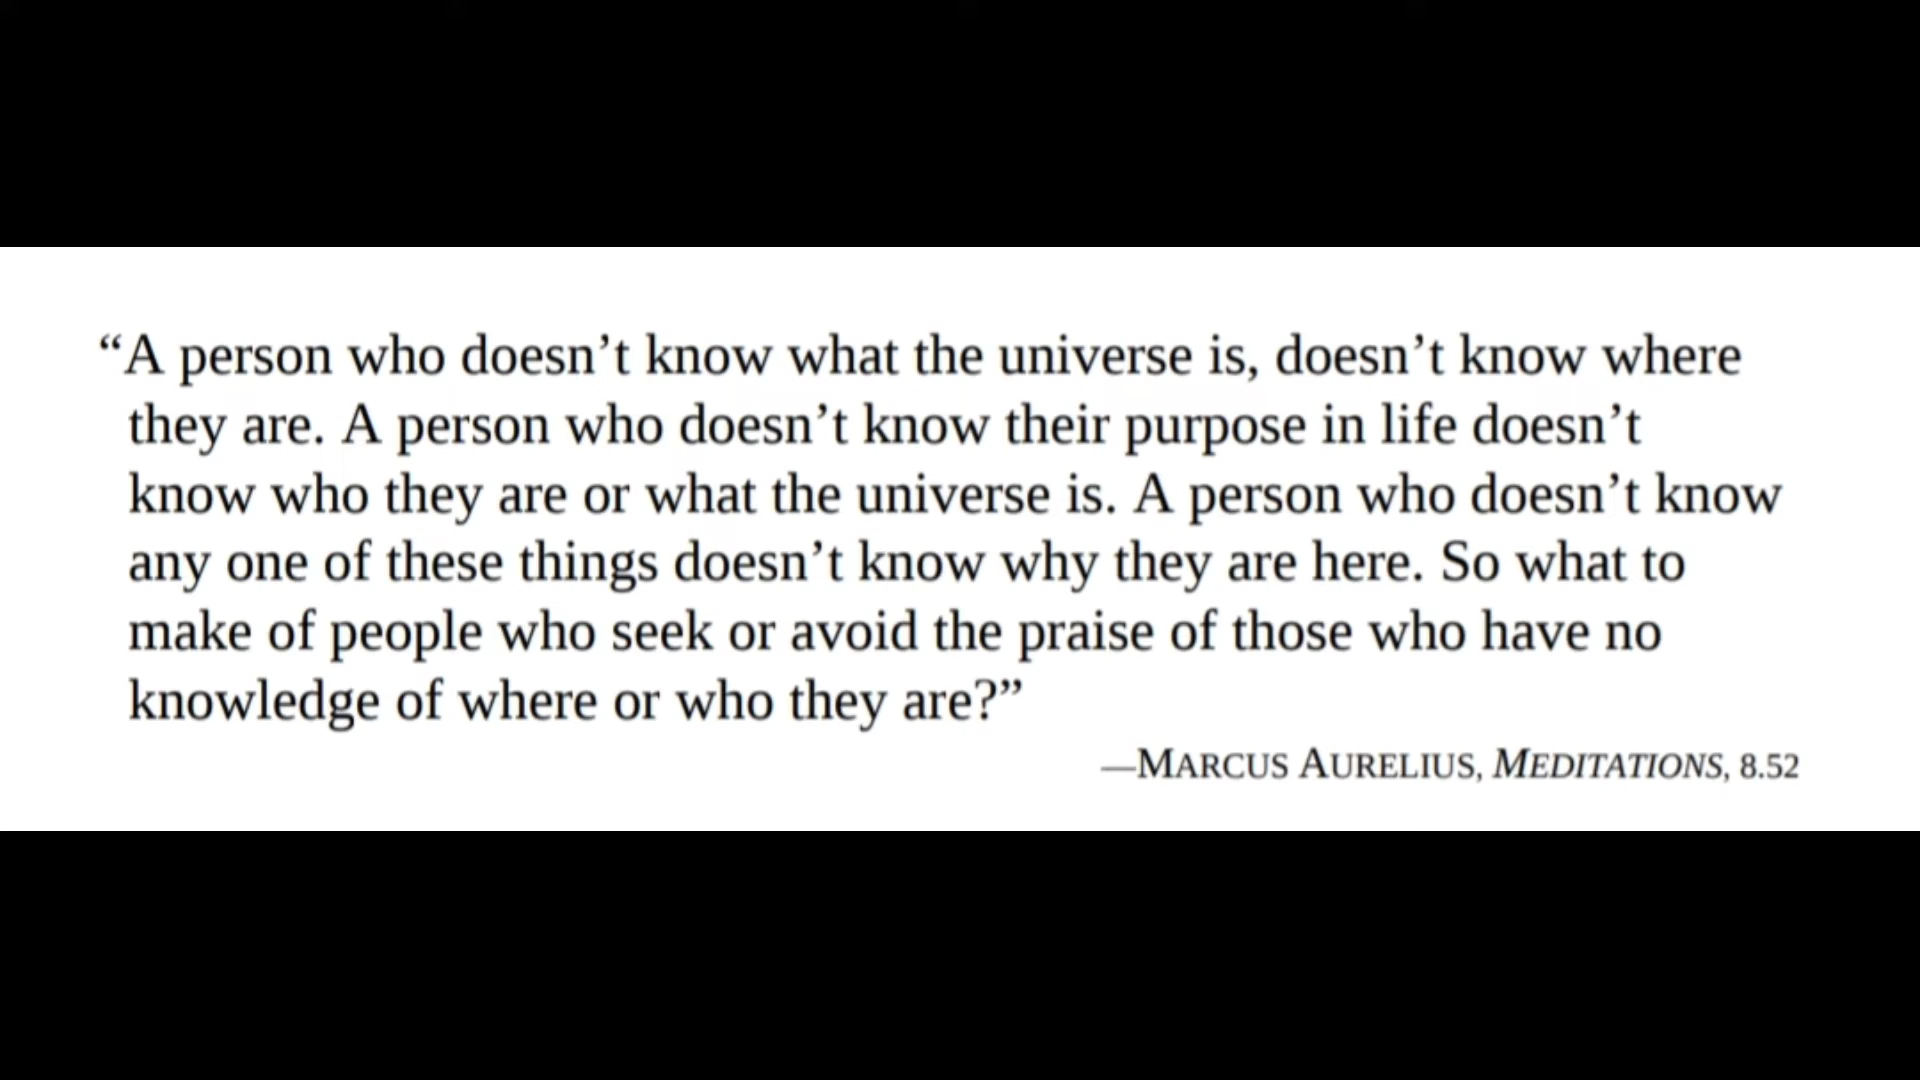 “A person who doesn’t know what the universe is, doesn’t know where
they are. A person who doesn’t know their purpose in life doesn’t
know who they are or what the universe is. A person who doesn’t know
any one of these things doesn’t know why they are here. So what to
make of people who seek or avoid the praise of those who have no
knowledge of where or who they are?”
—MARCUS AURELIUS, MEDITATIONS, 8.52